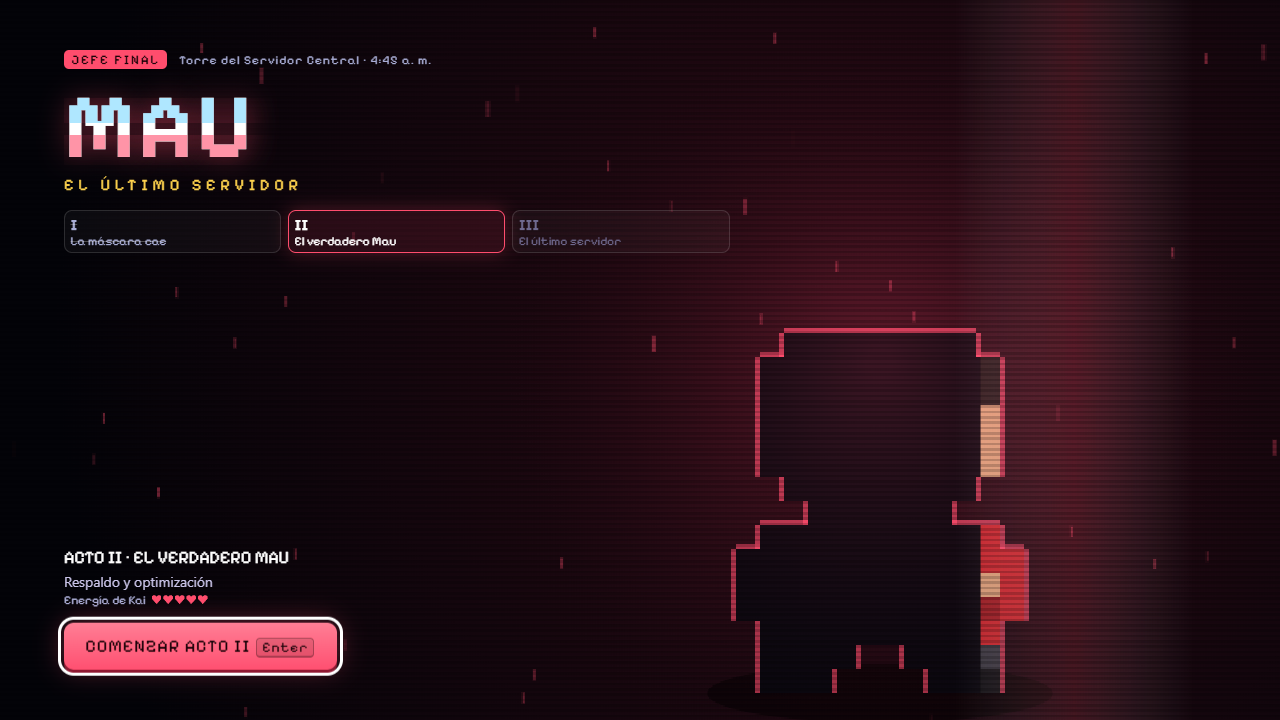 JEFE FINAL Torre del Servidor Central · 4:4S a. m.
MAU
EL ÚLTIMO SERVIDOR
I
La máscara cae
II
El verdadero Mau
III
El último servidor
ACTO II · EL VERDADERO MAU
Respaldo y optimización
Energía de Kai ♥♥♥♥♥
COMENZAR ACTO II Enter